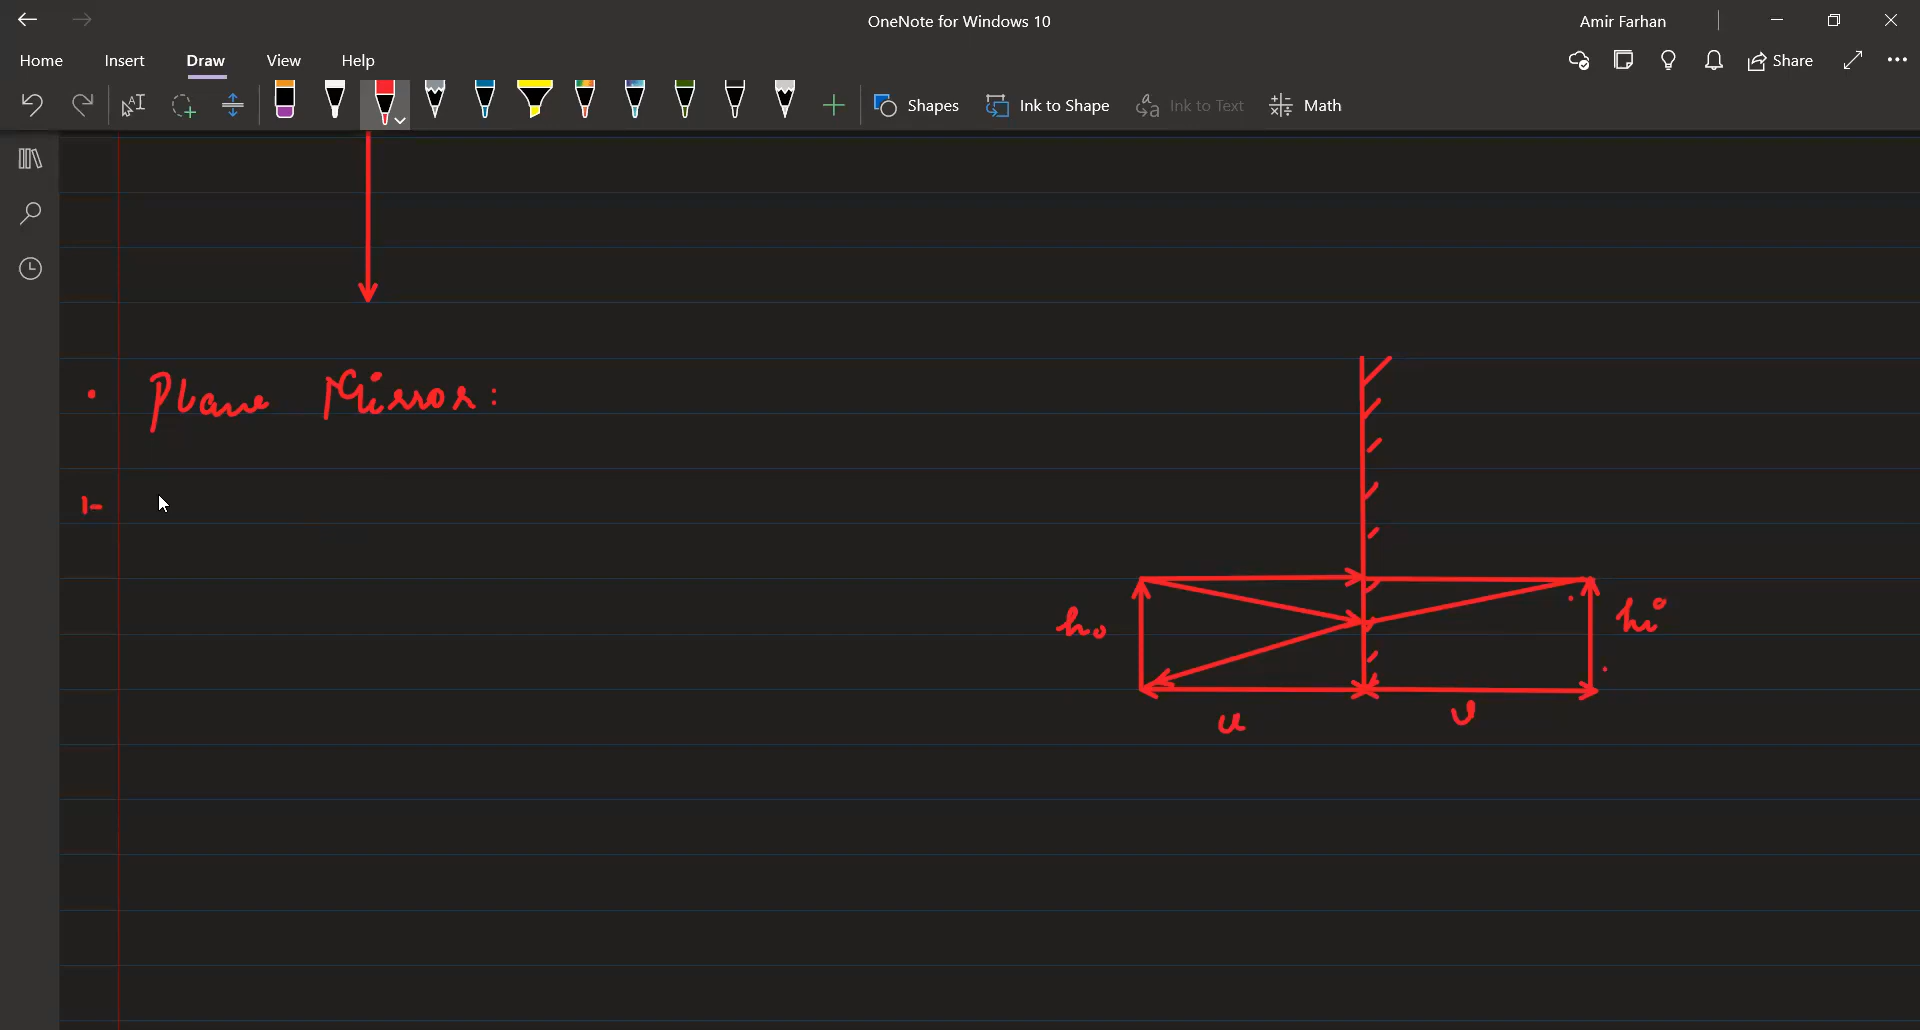 OneNote for Windows 10
Amir Farhan
Home Insert Draw View Help
Share
Shapes Ink to Shape Ink to Text Math
• Plane Mirror:
1-
ho
hi
u
v